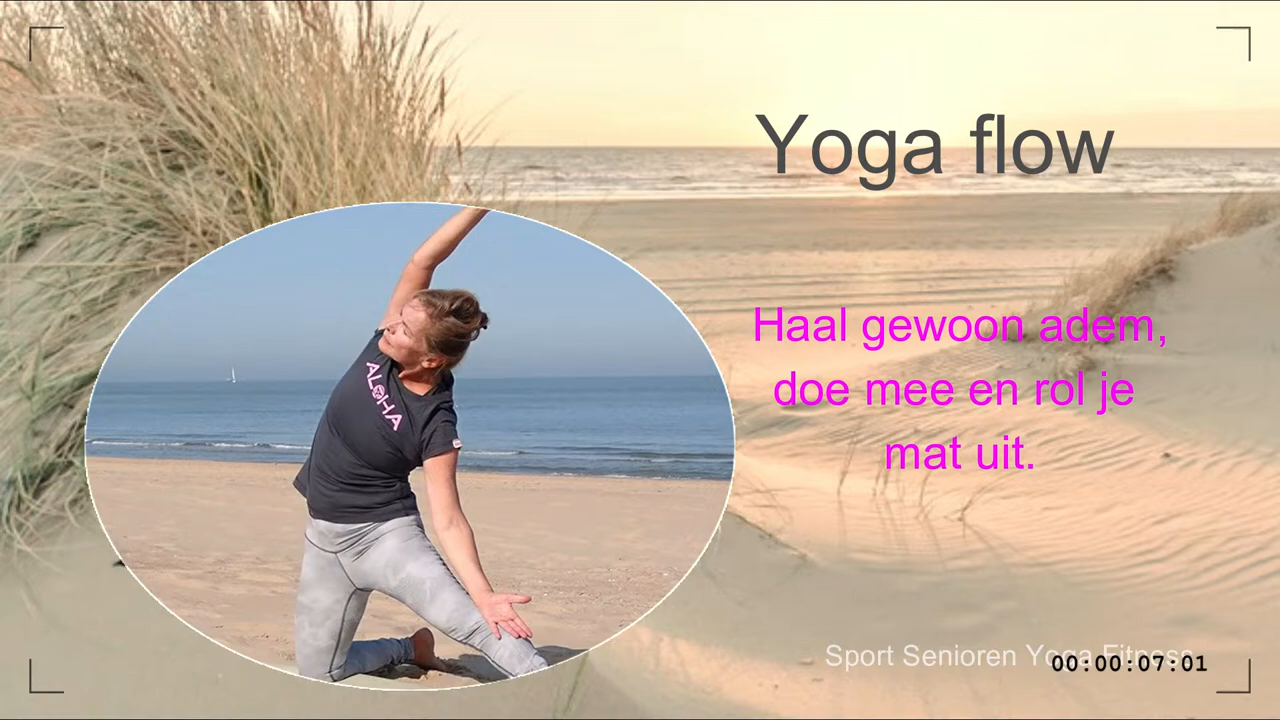 Yoga flow
Haal gewoon adem,
doe mee en rol je
mat uit.
ALOHA
Sport Senioren Yoga Fitness
00:00:07:01